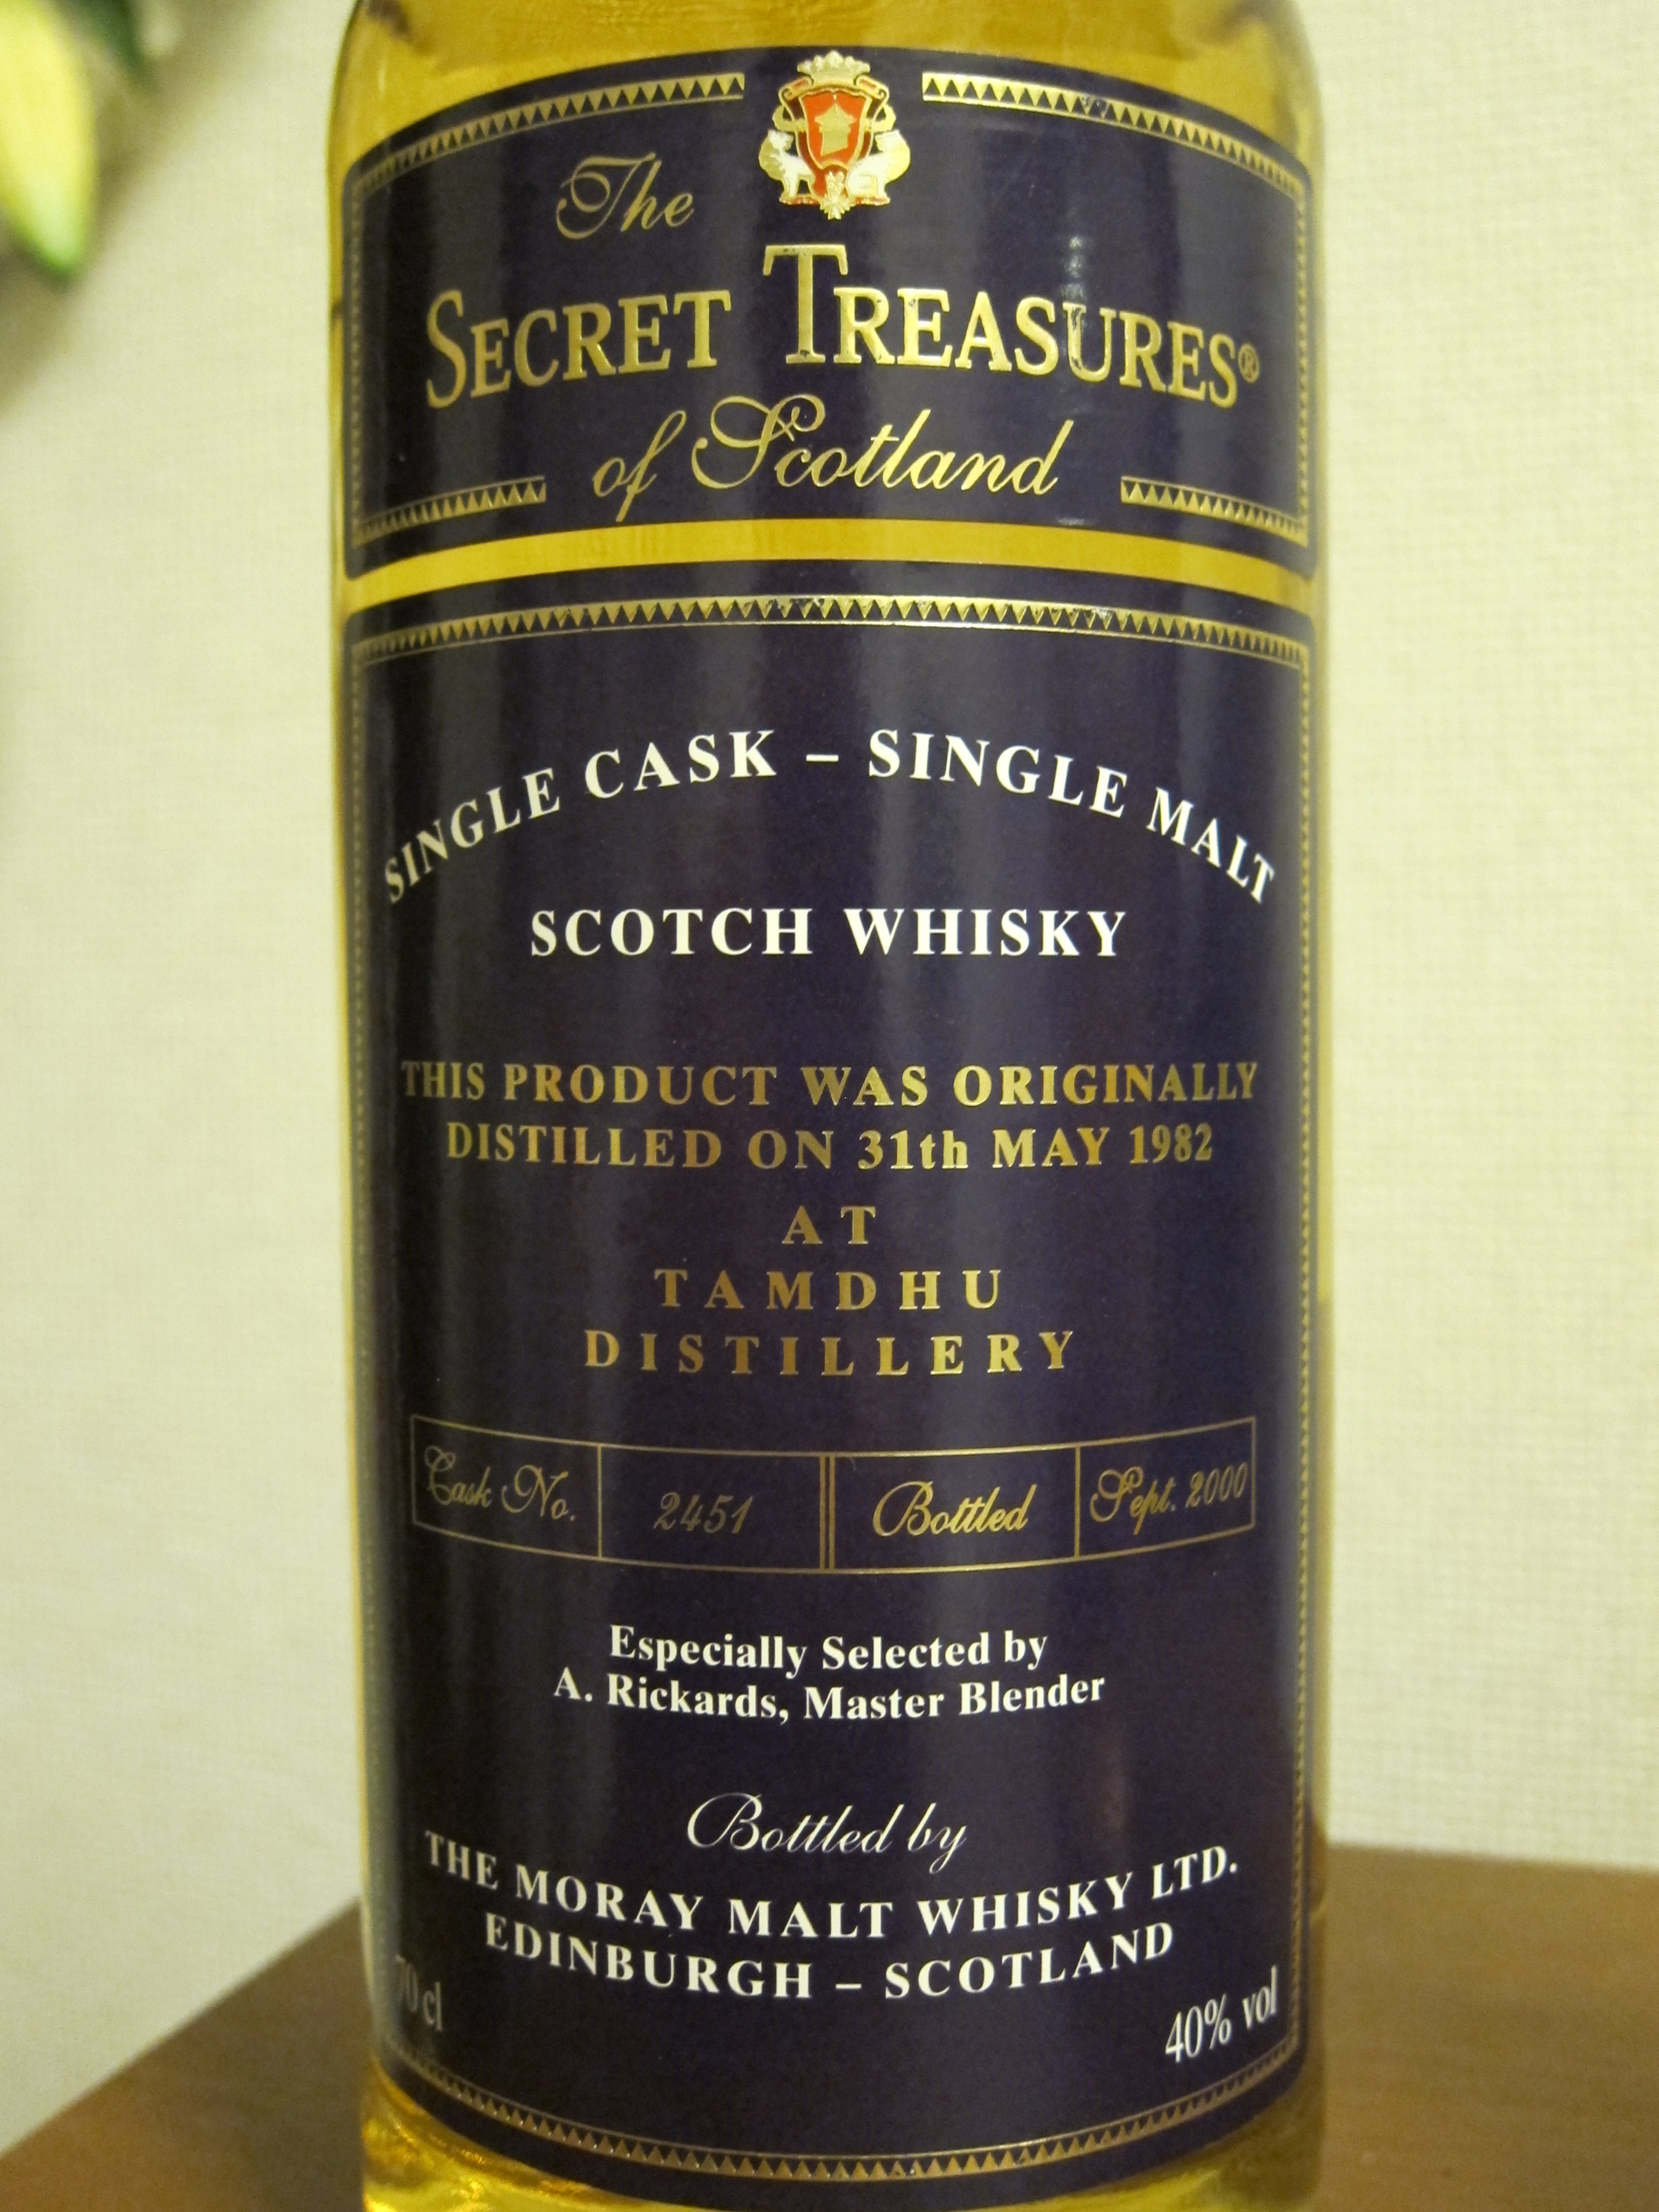 The
SECRET TREASURES®
of Scotland
SINGLE CASK – SINGLE MALT
SCOTCH WHISKY
THIS PRODUCT WAS ORIGINALLY
DISTILLED ON 31th MAY 1982
AT
TAMDHU
DISTILLERY
Cask No. 2451 Bottled Sept. 2000
Especially Selected by
A. Rickards, Master Blender
Bottled by
THE MORAY MALT WHISKY LTD.
EDINBURGH – SCOTLAND
70 cl 40% vol